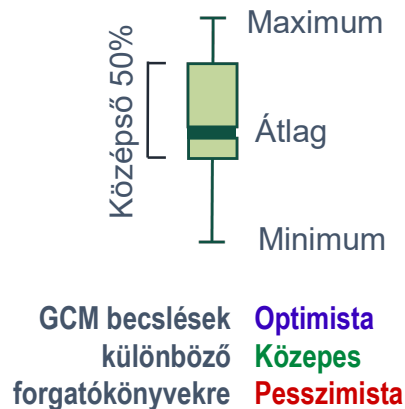 Maximum
Középső 50%
Átlag
Minimum
GCM becslések Optimista
különböző Közepes
forgatókönyvekre Pesszimista